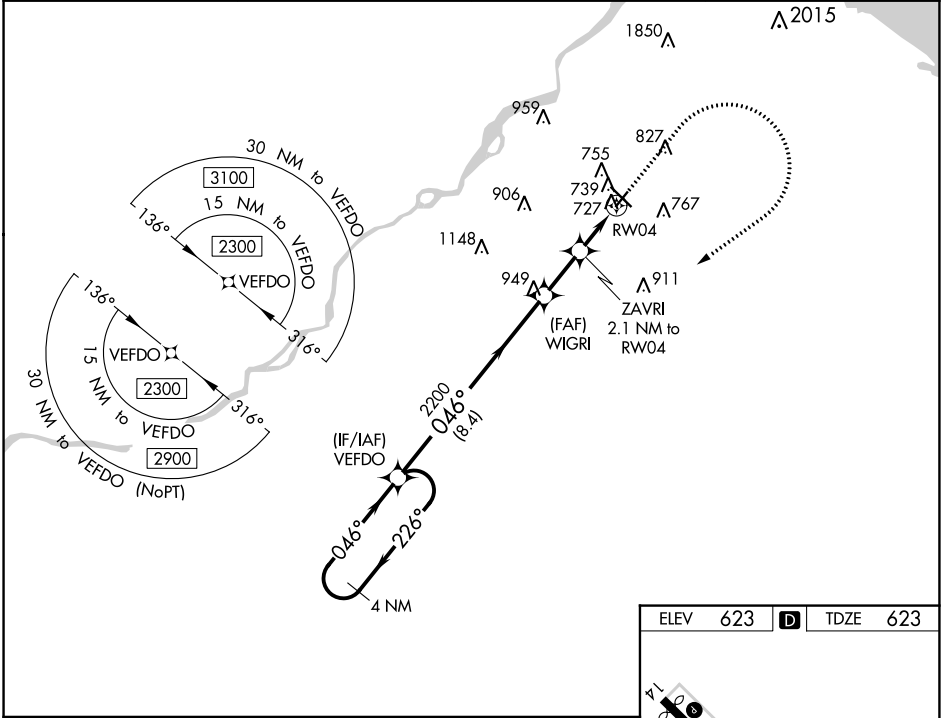 2015
1850
959
827
755
739
727
906
767
RW04
1148
949
911
ZAVRI
2.1 NM to
RW04
(FAF)
WIGRI
30 NM to VEFDO
3100
15 NM to VEFDO
2300
136°
VEFDO
316°
136°
VEFDO
15 NM to VEFDO
2300
316°
30 NM to VEFDO (NoPT)
2900
2200
046°
(8.4)
(IF/IAF)
VEFDO
046°
226°
4 NM
ELEV 623 D TDZE 623
14
P